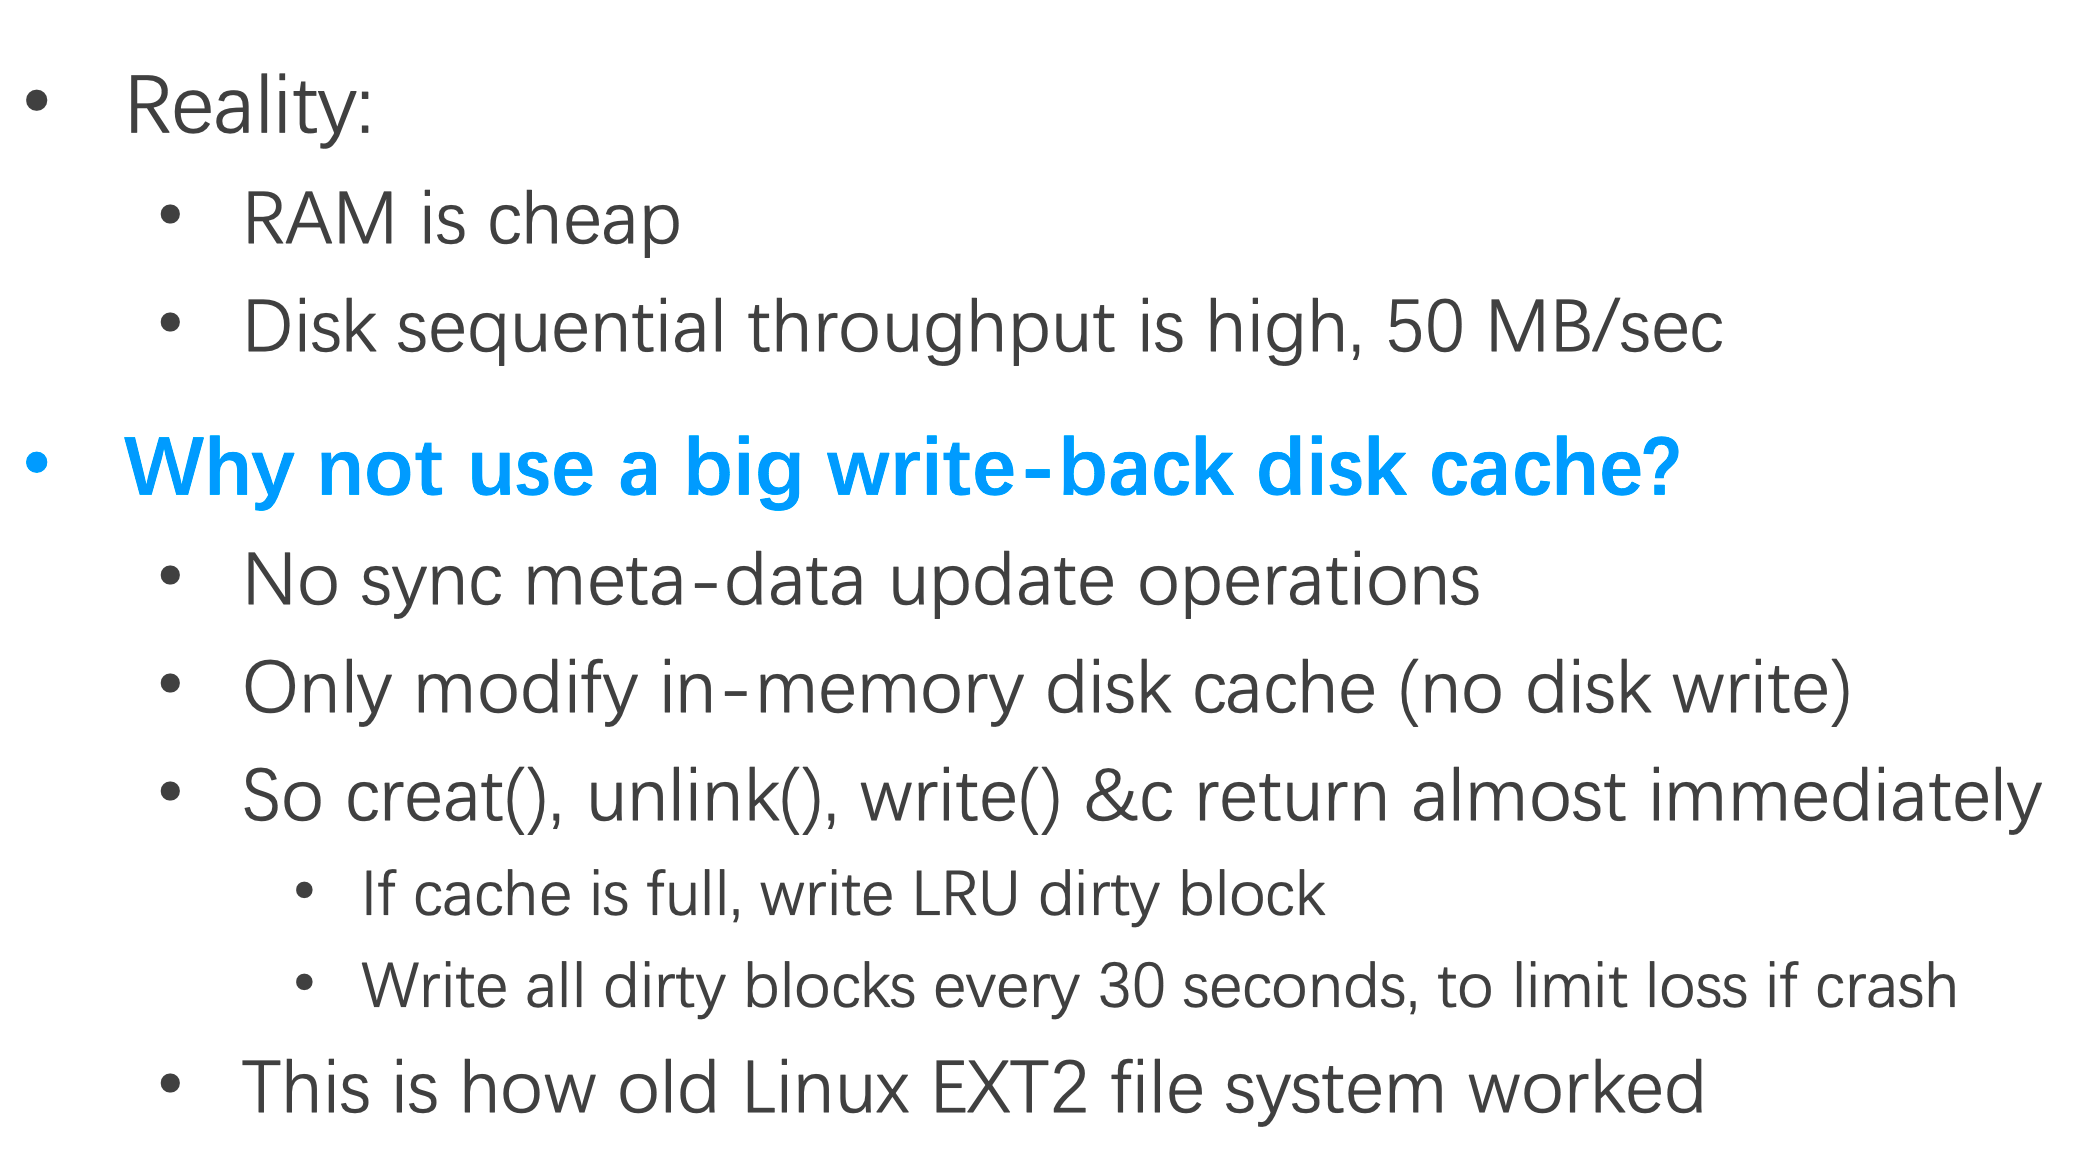 • Reality:
• RAM is cheap
• Disk sequential throughput is high, 50 MB/sec
• Why not use a big write-back disk cache?
• No sync meta-data update operations
• Only modify in-memory disk cache (no disk write)
• So creat(), unlink(), write() &c return almost immediately
• If cache is full, write LRU dirty block
• Write all dirty blocks every 30 seconds, to limit loss if crash
• This is how old Linux EXT2 file system worked